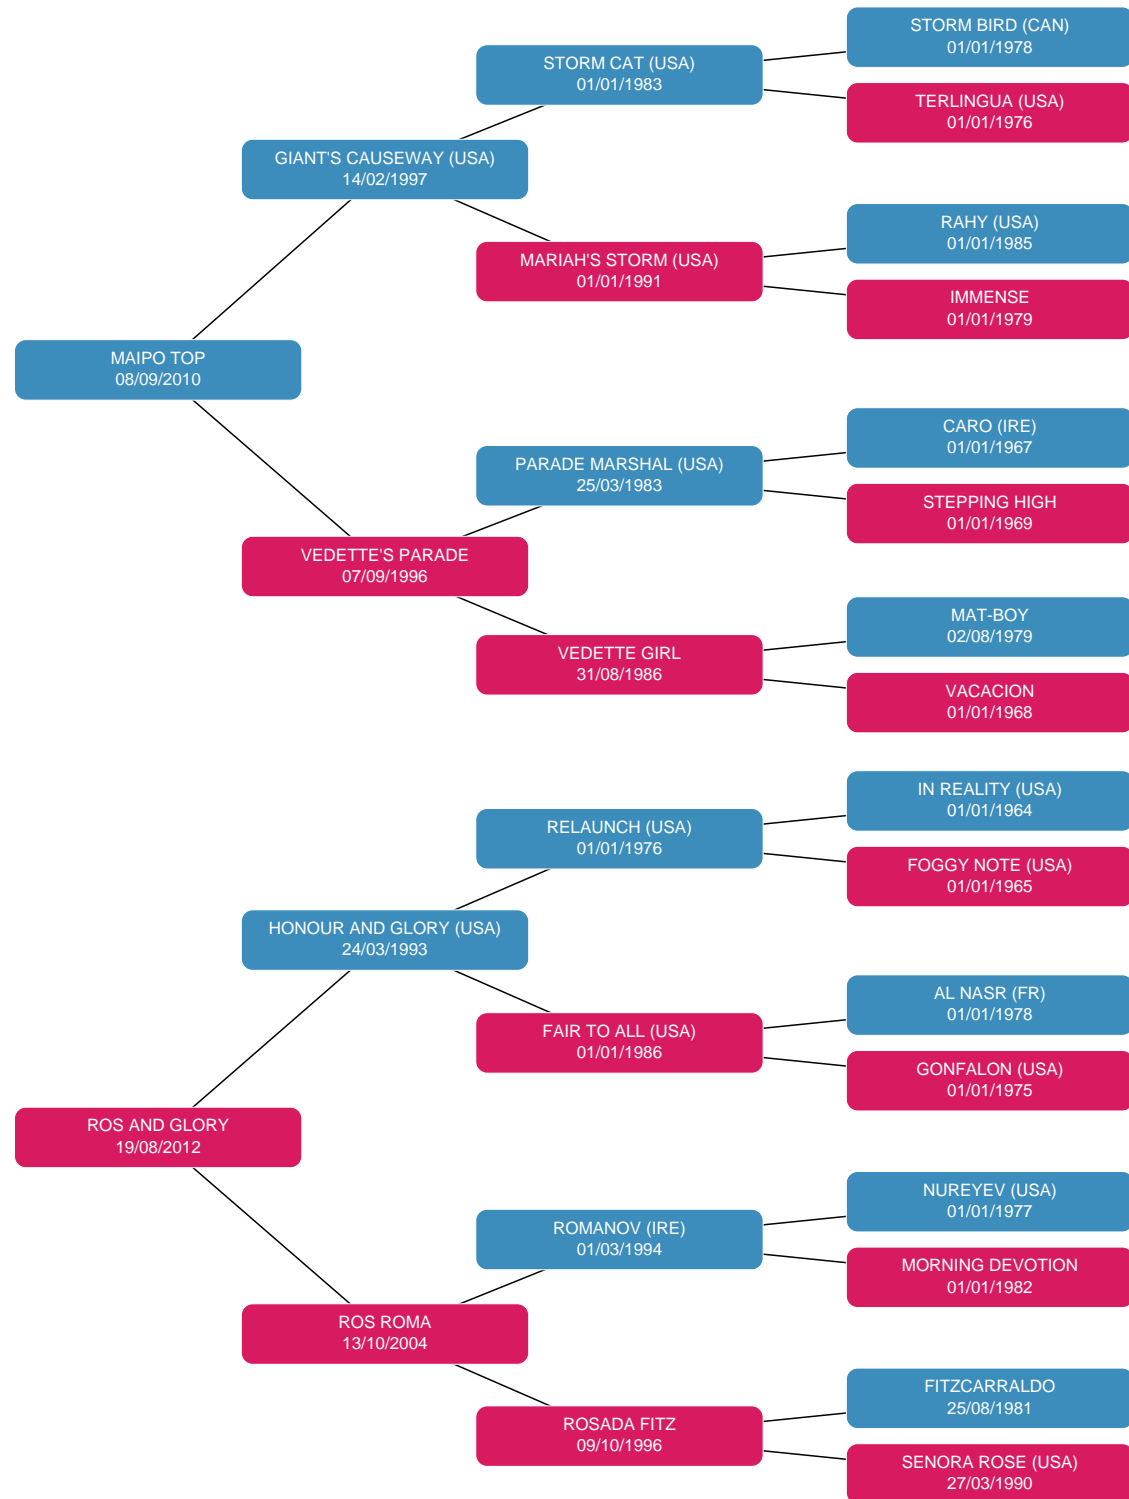 STORM BIRD (CAN)
01/01/1978
STORM CAT (USA)
01/01/1983
TERLINGUA (USA)
01/01/1976
GIANT'S CAUSEWAY (USA)
14/02/1997
RAHY (USA)
01/01/1985
MARIAH'S STORM (USA)
01/01/1991
IMMENSE
01/01/1979
MAIPO TOP
08/09/2010
CARO (IRE)
01/01/1967
PARADE MARSHAL (USA)
25/03/1983
STEPPING HIGH
01/01/1969
VEDETTE'S PARADE
07/09/1996
MAT-BOY
02/08/1979
VEDETTE GIRL
31/08/1986
VACACION
01/01/1968
IN REALITY (USA)
01/01/1964
RELAUNCH (USA)
01/01/1976
FOGGY NOTE (USA)
01/01/1965
HONOUR AND GLORY (USA)
24/03/1993
AL NASR (FR)
01/01/1978
FAIR TO ALL (USA)
01/01/1986
GONFALON (USA)
01/01/1975
ROS AND GLORY
19/08/2012
NUREYEV (USA)
01/01/1977
ROMANOV (IRE)
01/03/1994
MORNING DEVOTION
01/01/1982
ROS ROMA
13/10/2004
FITZCARRALDO
25/08/1981
ROSADA FITZ
09/10/1996
SENORA ROSE (USA)
27/03/1990